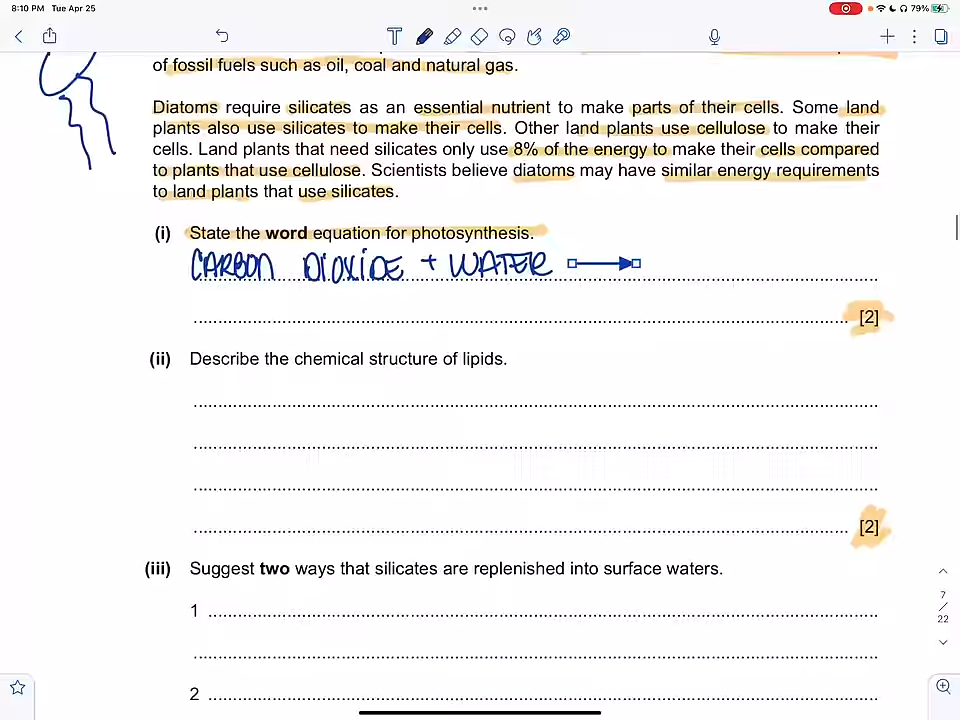 8:10 PM Tue Apr 25
79%
of fossil fuels such as oil, coal and natural gas.
Diatoms require silicates as an essential nutrient to make parts of their cells. Some land
plants also use silicates to make their cells. Other land plants use cellulose to make their
cells. Land plants that need silicates only use 8% of the energy to make their cells compared
to plants that use cellulose. Scientists believe diatoms may have similar energy requirements
to land plants that use silicates.
(i) State the word equation for photosynthesis.
CARBON DIOXIDE + WATER
[2]
(ii) Describe the chemical structure of lipids.
[2]
(iii) Suggest two ways that silicates are replenished into surface waters.
1
2
7
/
22